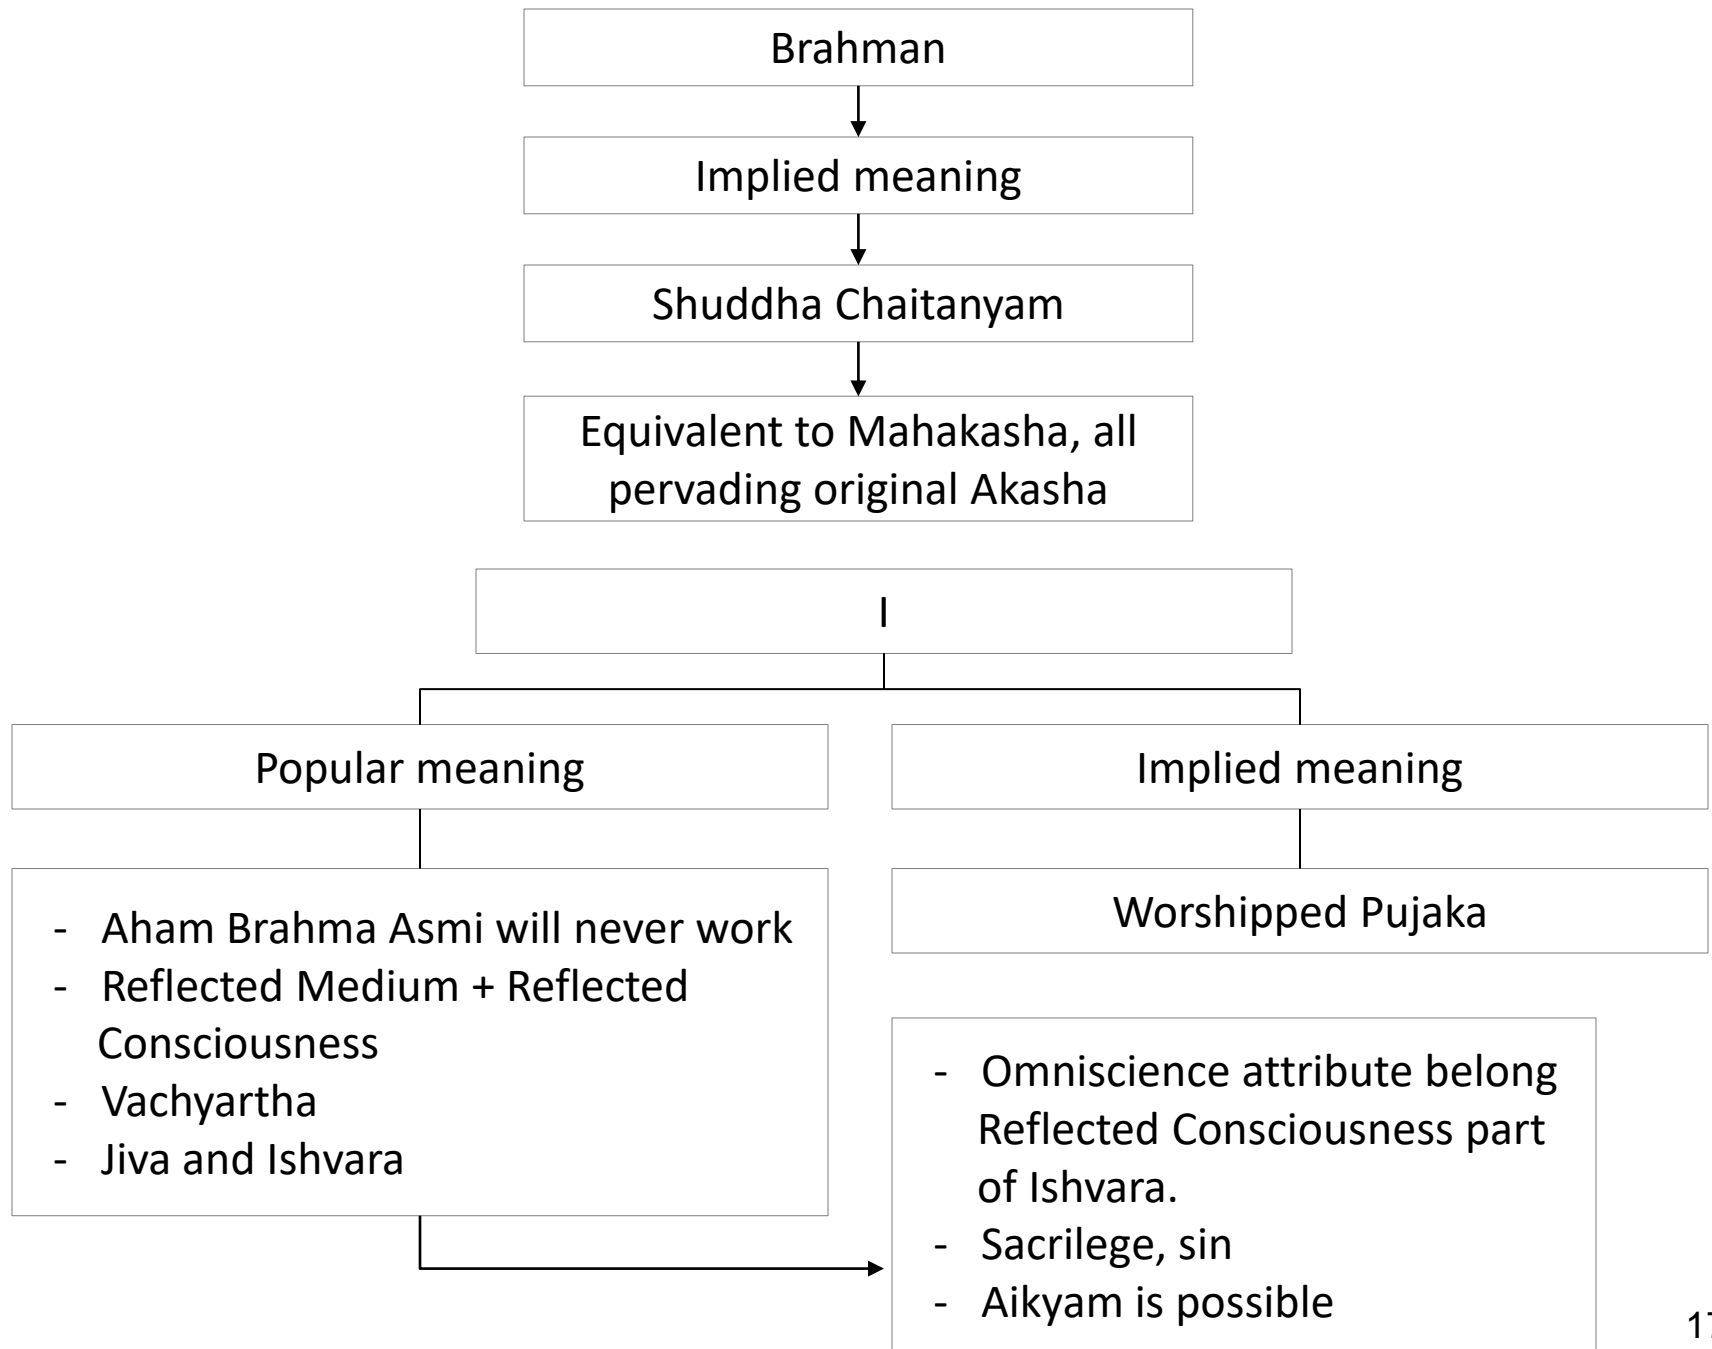 Brahman
Implied meaning
Shuddha Chaitanyam
Equivalent to Mahakasha, all
pervading original Akasha
I
Popular meaning
Implied meaning
- Aham Brahma Asmi will never work
- Reflected Medium + Reflected
Consciousness
- Vachyartha
- Jiva and Ishvara
Worshipped Pujaka
- Omniscience attribute belong
Reflected Consciousness part
of Ishvara.
- Sacrilege, sin
- Aikyam is possible